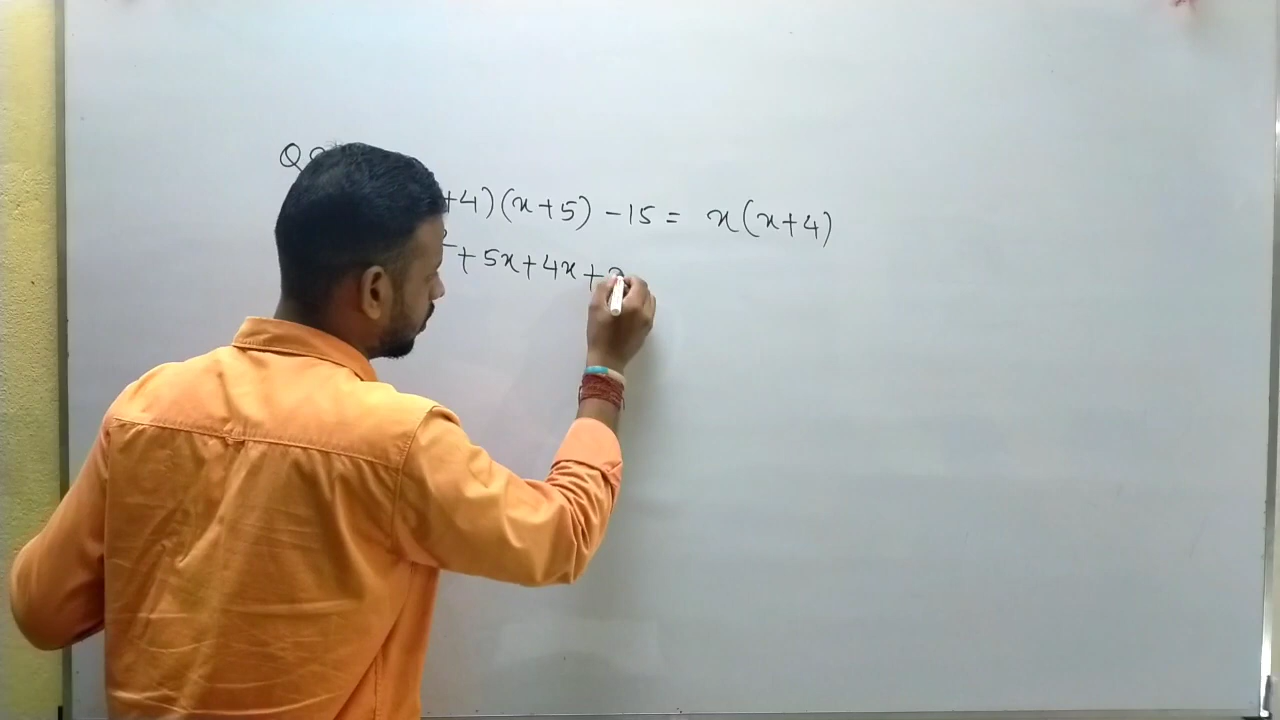 Q
+4)(x+5) -15 = x(x+4)
2 + 5x + 4x +